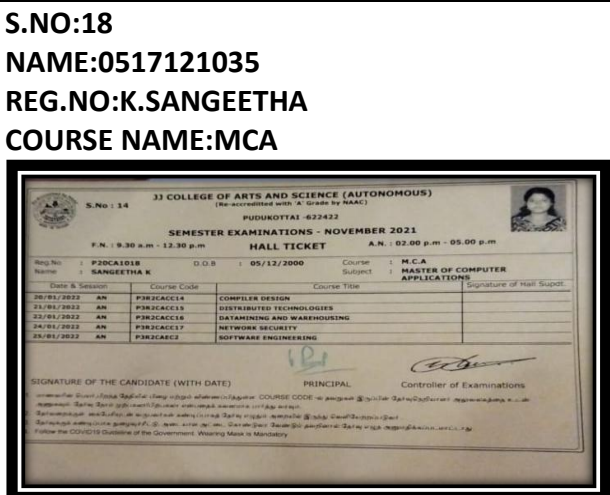 S.NO:18
NAME:0517121035
REG.NO:K.SANGEETHA
COURSE NAME:MCA
S.No : 14
JJ COLLEGE OF ARTS AND SCIENCE (AUTONOMOUS)
(Re-accredited with 'A' Grade by NAAC)
PUDUKOTTAI -622422
SEMESTER EXAMINATIONS - NOVEMBER 2021
F.N. : 9.30 a.m - 12.30 p.m HALL TICKET A.N. : 02.00 p.m - 05.00 p.m
Reg.No : P20CA1018 D.O.B : 05/12/2000 Course : M.C.A
Name : SANGEETHA K Subject : MASTER OF COMPUTER
APPLICATIONS
Date & Session Course Code Course Title Signature of Hall Supdt.
20/01/2022 AN P3R2CACC14 COMPILER DESIGN
21/01/2022 AN P3R2CACC15 DISTRIBUTED TECHNOLOGIES
22/01/2022 AN P3R2CACC16 DATAMINING AND WAREHOUSING
24/01/2022 AN P3R2CACC17 NETWORK SECURITY
25/01/2022 AN P3R2CAEC2 SOFTWARE ENGINEERING
SIGNATURE OF THE CANDIDATE (WITH DATE) PRINCIPAL Controller of Examinations
COURSE CODE
Follow the COVID19 Guideline of the Government. Wearing Mask is Mandatory